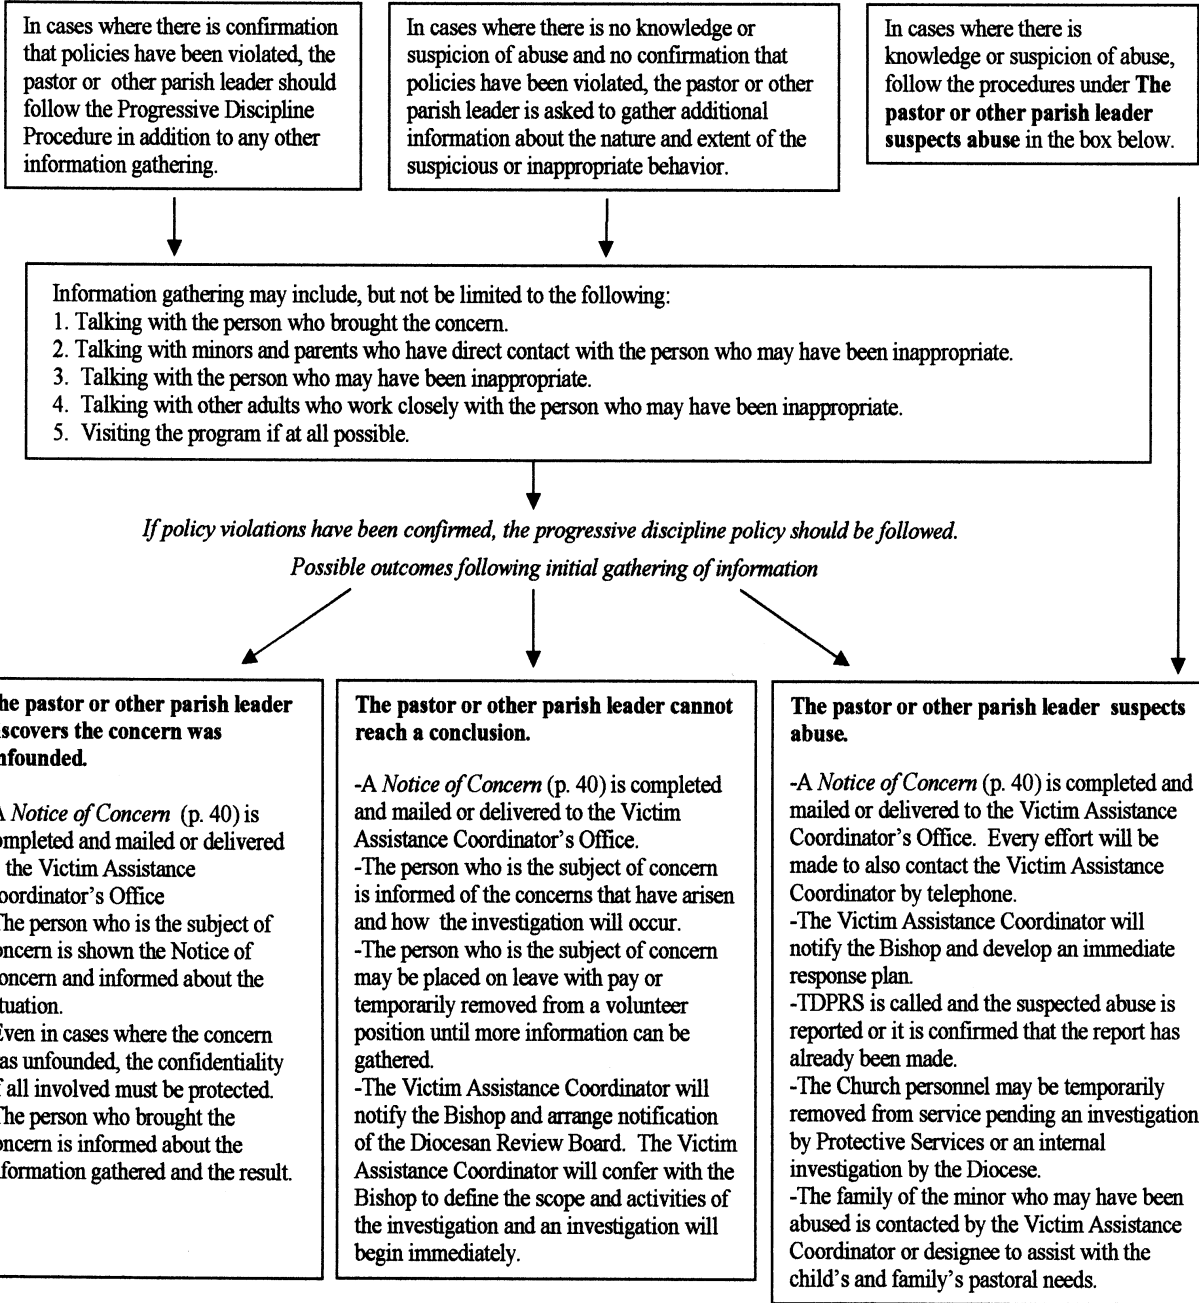 In cases where there is confirmation
that policies have been violated, the
pastor or other parish leader should
follow the Progressive Discipline
Procedure in addition to any other
information gathering.
In cases where there is no knowledge or
suspicion of abuse and no confirmation that
policies have been violated, the pastor or other
parish leader is asked to gather additional
information about the nature and extent of the
suspicious or inappropriate behavior.
In cases where there is
knowledge or suspicion of abuse,
follow the procedures under The
pastor or other parish leader
suspects abuse in the box below.
Information gathering may include, but not be limited to the following:
1. Talking with the person who brought the concern.
2. Talking with minors and parents who have direct contact with the person who may have been inappropriate.
3. Talking with the person who may have been inappropriate.
4. Talking with other adults who work closely with the person who may have been inappropriate.
5. Visiting the program if at all possible.
If policy violations have been confirmed, the progressive discipline policy should be followed.
Possible outcomes following initial gathering of information
he pastor or other parish leader
scovers the concern was
nfounded.
A Notice of Concern (p. 40) is
ompleted and mailed or delivered
the Victim Assistance
oordinator's Office
The person who is the subject of
oncern is shown the Notice of
oncern and informed about the
tuation.
Even in cases where the concern
as unfounded, the confidentiality
f all involved must be protected.
The person who brought the
oncern is informed about the
formation gathered and the result.
The pastor or other parish leader cannot
reach a conclusion.
-A Notice of Concern (p. 40) is completed
and mailed or delivered to the Victim
Assistance Coordinator's Office.
-The person who is the subject of concern
is informed of the concerns that have arisen
and how the investigation will occur.
-The person who is the subject of concern
may be placed on leave with pay or
temporarily removed from a volunteer
position until more information can be
gathered.
-The Victim Assistance Coordinator will
notify the Bishop and arrange notification
of the Diocesan Review Board. The Victim
Assistance Coordinator will confer with the
Bishop to define the scope and activities of
the investigation and an investigation will
begin immediately.
The pastor or other parish leader suspects
abuse.
-A Notice of Concern (p. 40) is completed and
mailed or delivered to the Victim Assistance
Coordinator's Office. Every effort will be
made to also contact the Victim Assistance
Coordinator by telephone.
-The Victim Assistance Coordinator will
notify the Bishop and develop an immediate
response plan.
-TDPRS is called and the suspected abuse is
reported or it is confirmed that the report has
already been made.
-The Church personnel may be temporarily
removed from service pending an investigation
by Protective Services or an internal
investigation by the Diocese.
-The family of the minor who may have been
abused is contacted by the Victim Assistance
Coordinator or designee to assist with the
child's and family's pastoral needs.